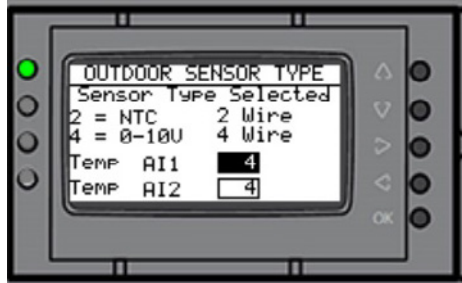 OUTDOOR SENSOR TYPE
Sensor Type Selected
2 = NTC 2 Wire
4 = 0-10V 4 Wire
Temp AI1 4
Temp AI2 4
OK